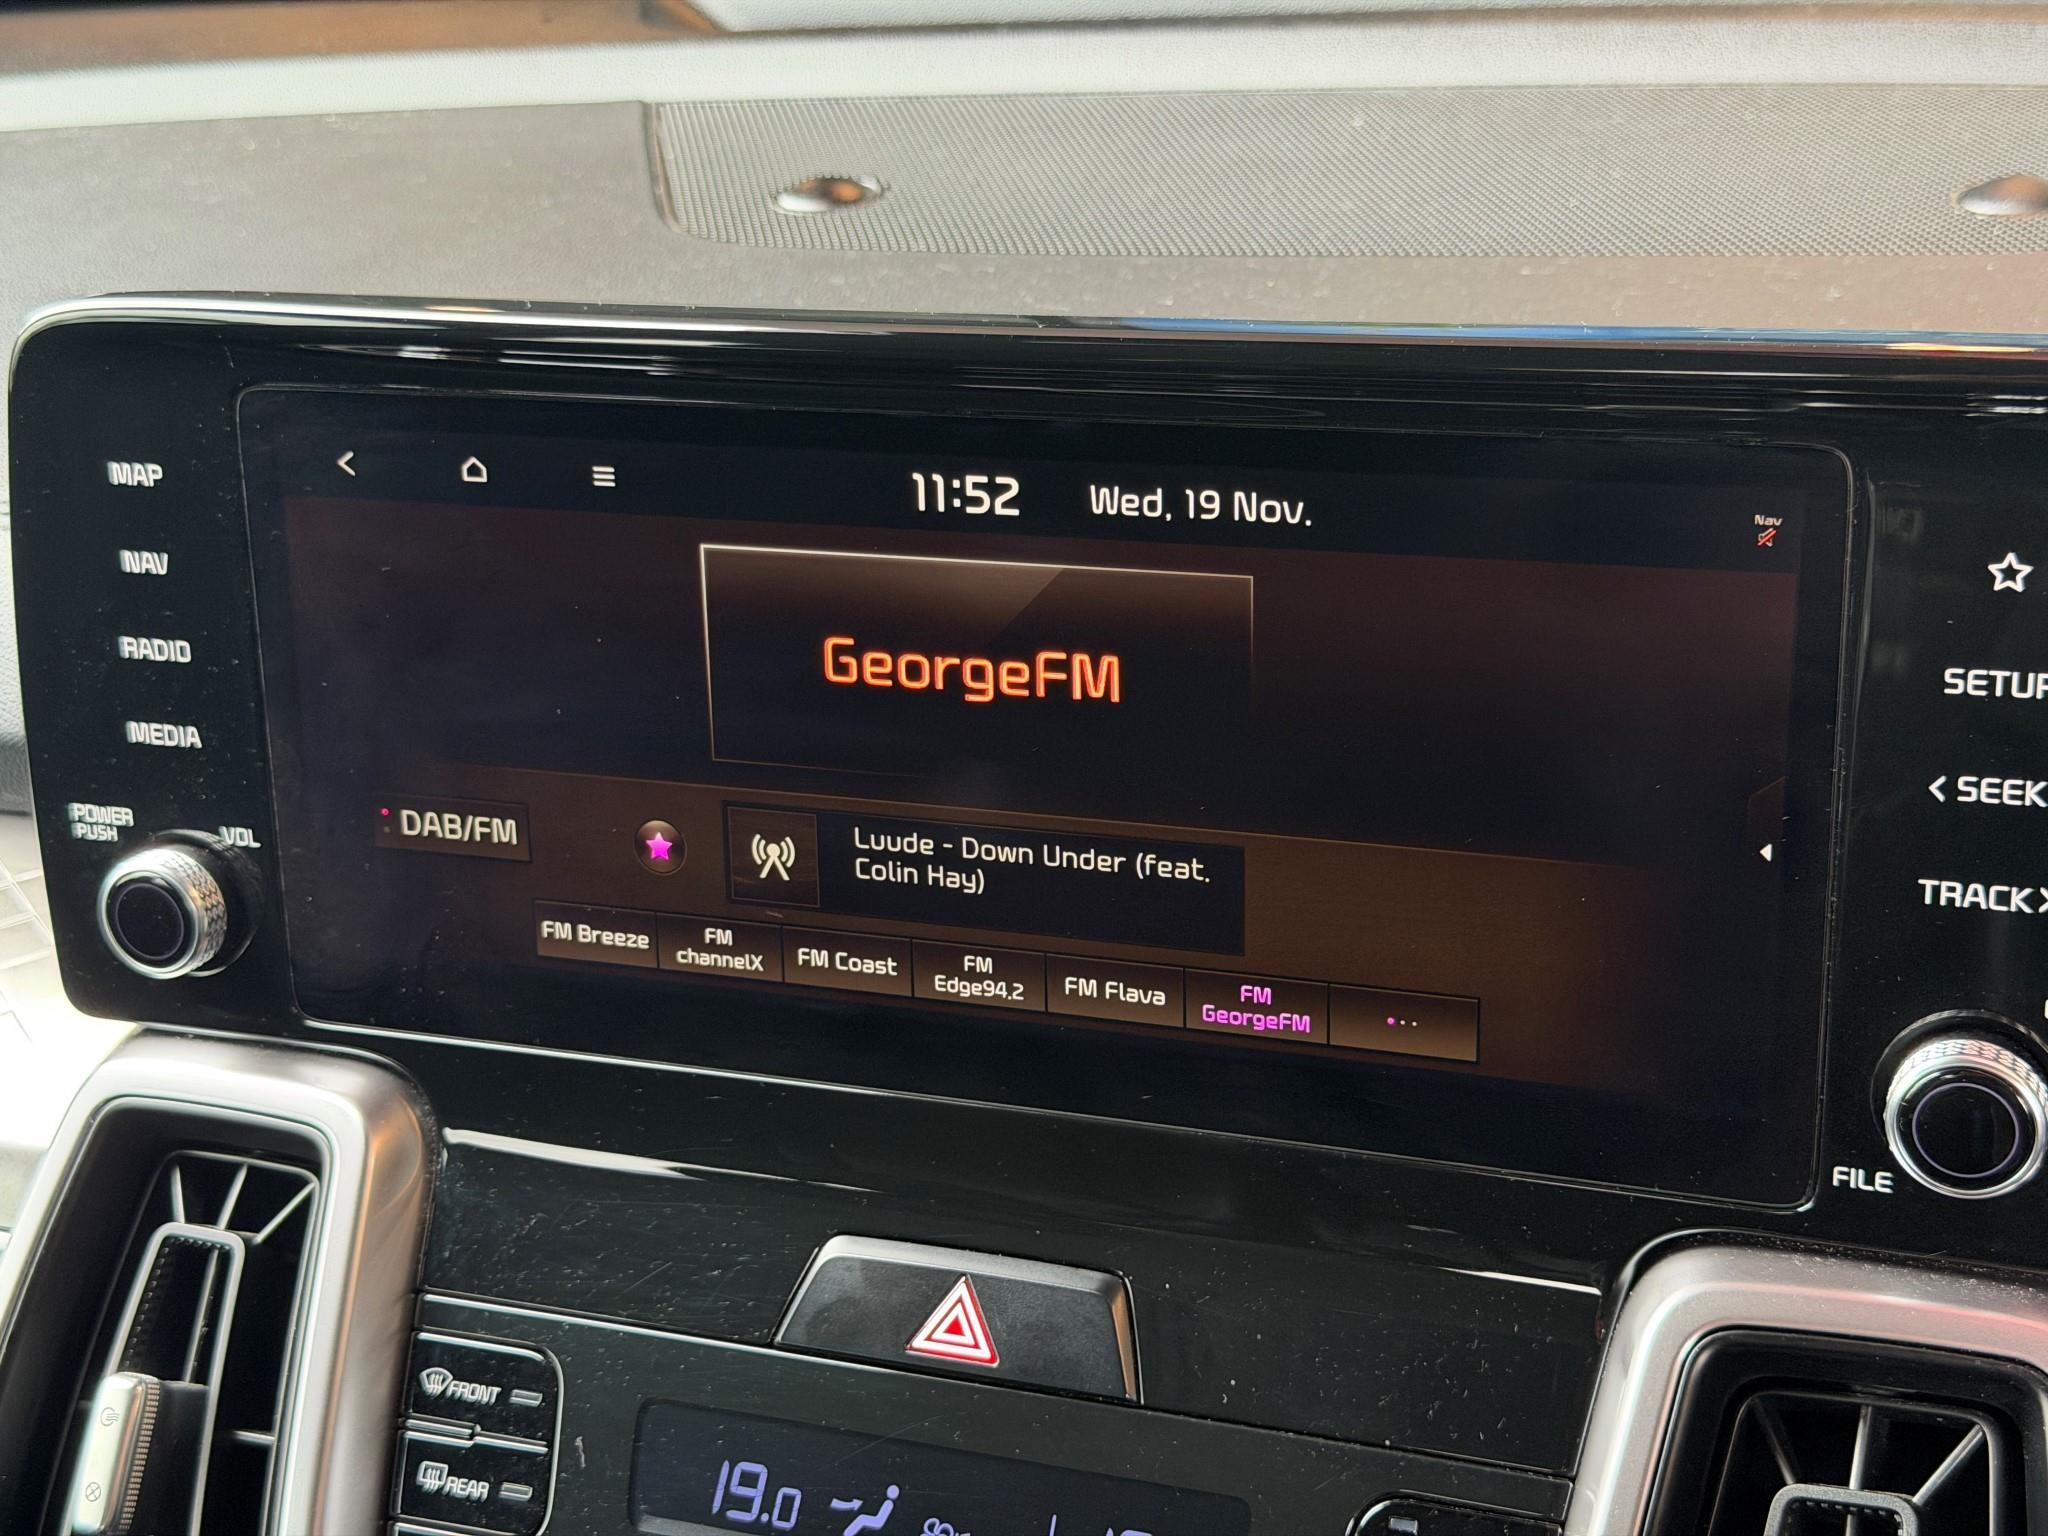 11:52 Wed, 19 Nov.
Nav
MAP
NAV
RADIO
MEDIA
POWER
PUSH
VOL
GeorgeFM
DAB/FM
Luude - Down Under (feat.
Colin Hay)
FM Breeze
FM
channelX
FM Coast
FM
Edge94.2
FM Flava
FM
GeorgeFM
SETUP
< SEEK
TRACK >
FILE
FRONT
REAR
19.0